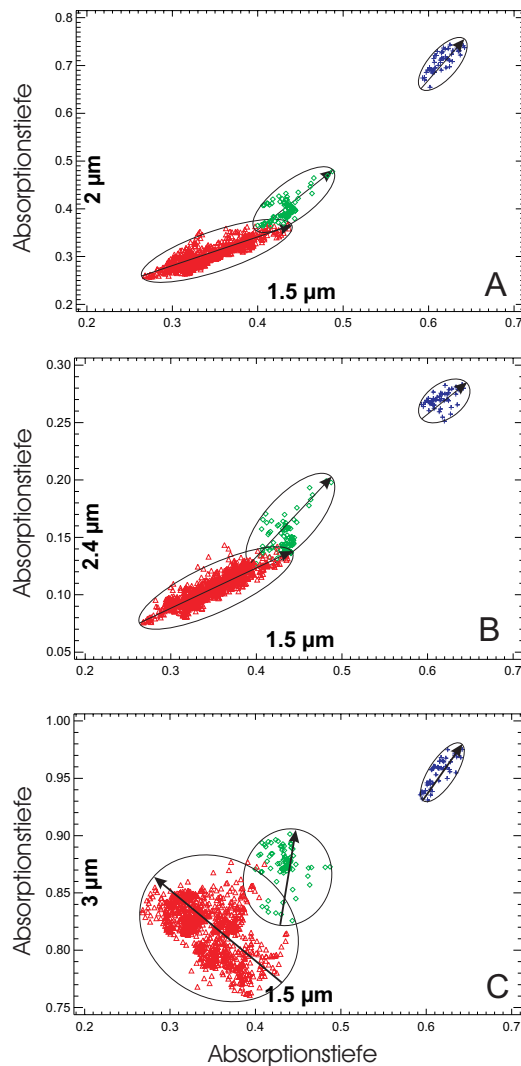 0.8
0.7
0.6
0.5
0.4
0.3
0.2
Absorptionstiefe
2 µm
1.5 µm
A
0.2 0.3 0.4 0.5 0.6 0.7
0.30
0.25
0.20
0.15
0.10
0.05
Absorptionstiefe
2.4 µm
1.5 µm
B
0.2 0.3 0.4 0.5 0.6 0.7
1.00
0.95
0.90
0.85
0.80
0.75
Absorptionstiefe
3 µm
1.5 µm
C
0.2 0.3 0.4 0.5 0.6 0.7
Absorptionstiefe